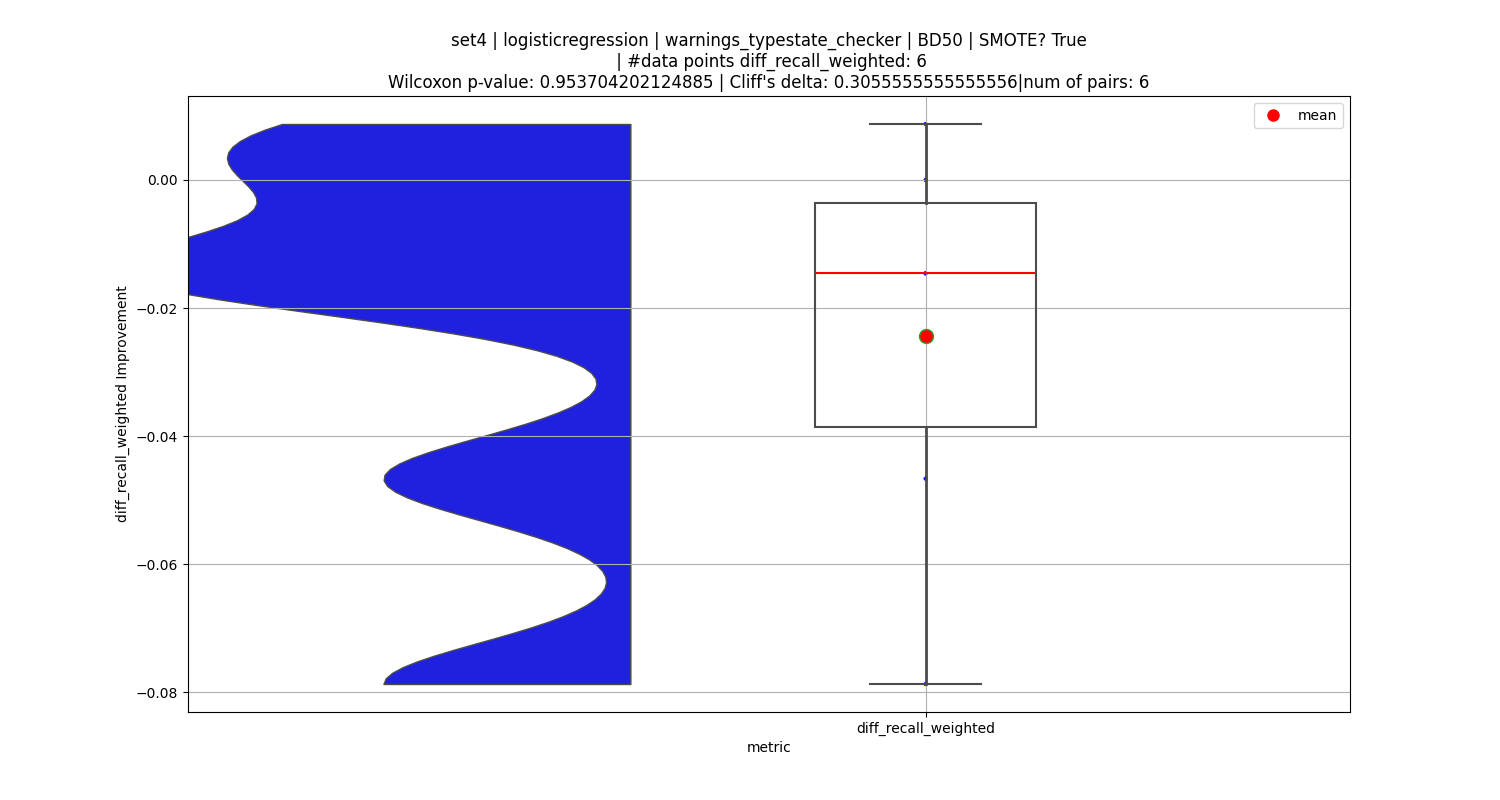 set4 | logisticregression | warnings_typestate_checker | BD50 | SMOTE? True
| #data points diff_recall_weighted: 6
Wilcoxon p-value: 0.953704202124885 | Cliff's delta: 0.3055555555555556|num of pairs: 6
mean
0.00
−0.02
−0.04
−0.06
−0.08
diff_recall_weighted Improvement
diff_recall_weighted
metric